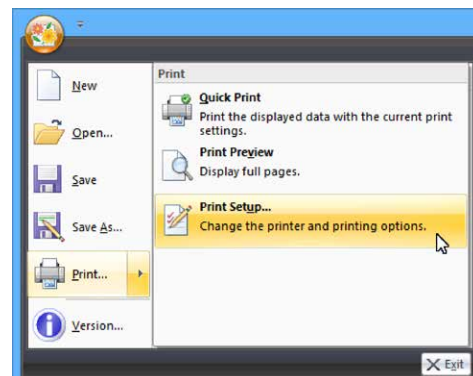 New
Open...
Save
Save As...
Print...
Version...
Print
Quick Print
Print the displayed data with the current print
settings.
Print Preview
Display full pages.
Print Setup...
Change the printer and printing options.
Exit